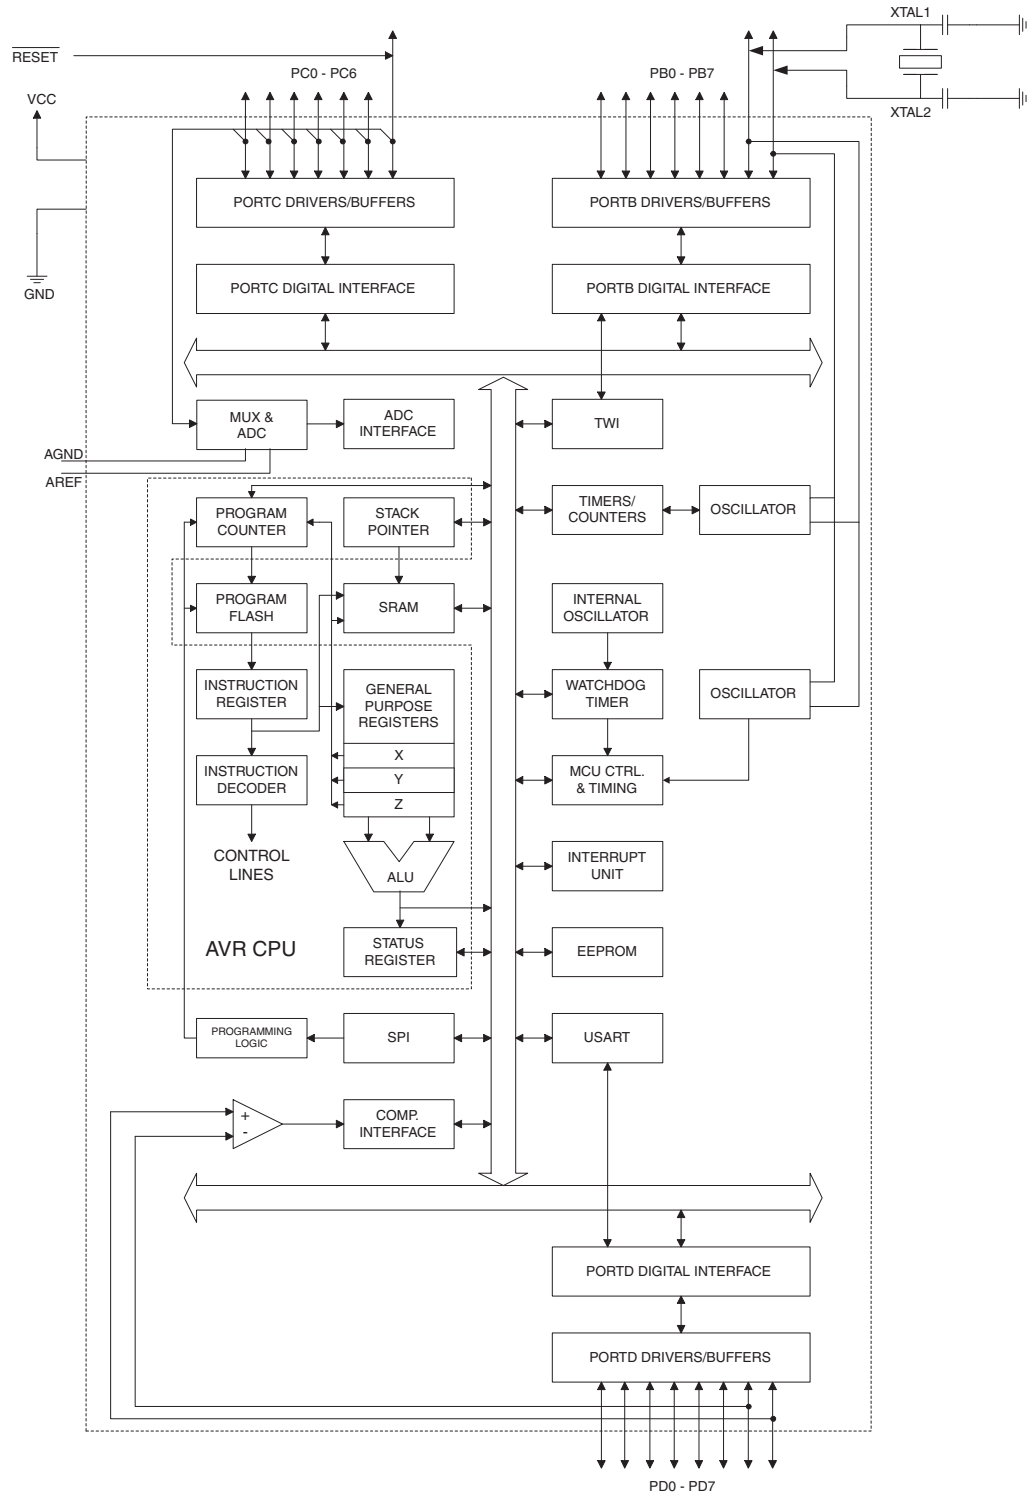 XTAL1
RESET
PC0 - PC6
PB0 - PB7
VCC
XTAL2
PORTC DRIVERS/BUFFERS
PORTB DRIVERS/BUFFERS
GND
PORTC DIGITAL INTERFACE
PORTB DIGITAL INTERFACE
MUX &
ADC
ADC
INTERFACE
TWI
AGND
AREF
PROGRAM
COUNTER
STACK
POINTER
TIMERS/
COUNTERS
OSCILLATOR
PROGRAM
FLASH
SRAM
INTERNAL
OSCILLATOR
INSTRUCTION
REGISTER
GENERAL
PURPOSE
REGISTERS
WATCHDOG
TIMER
OSCILLATOR
X
INSTRUCTION
DECODER
Y
MCU CTRL.
& TIMING
Z
CONTROL
LINES
ALU
INTERRUPT
UNIT
AVR CPU
STATUS
REGISTER
EEPROM
PROGRAMMING
LOGIC
SPI
USART
+
-
COMP.
INTERFACE
PORTD DIGITAL INTERFACE
PORTD DRIVERS/BUFFERS
PD0 - PD7